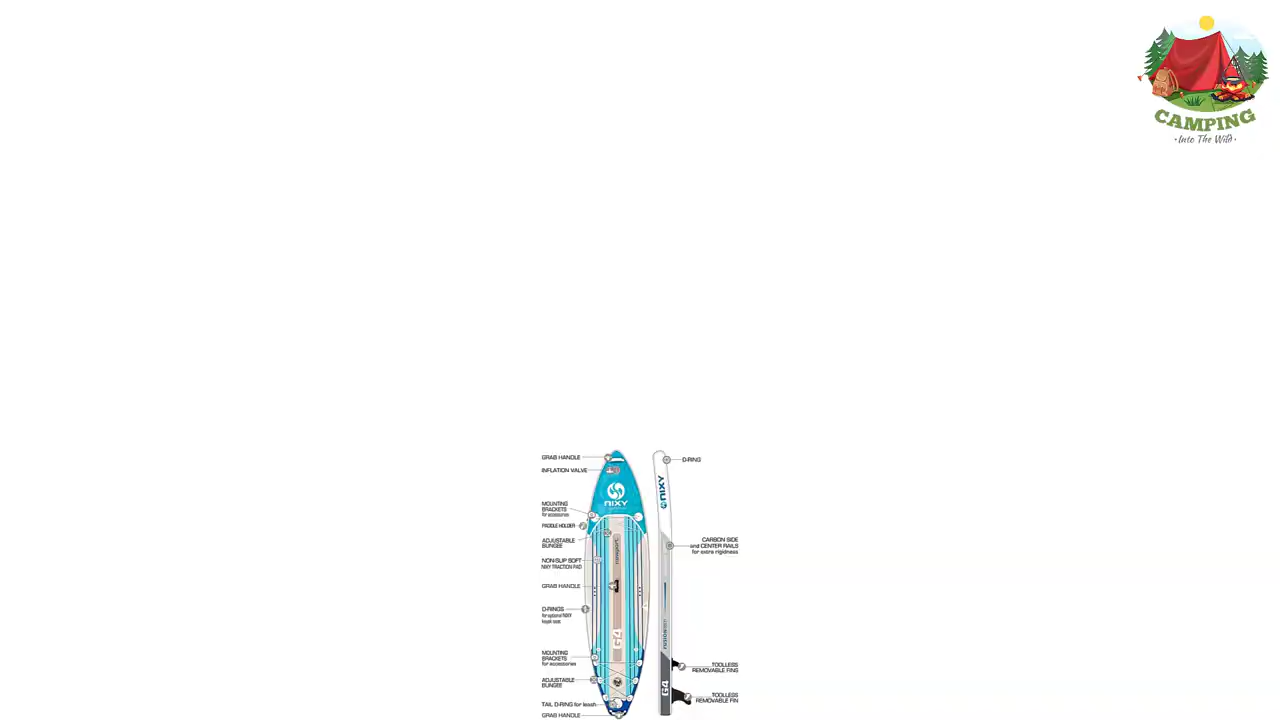 CAMPING
• Into The Wild •
GRAB HANDLE
INFLATION VALVE
MOUNTING
BRACKETS
for accessories
PADDLE HOLDER
ADJUSTABLE
BUNGEE
NON-SLIP SOFT
NIXY TRACTION PAD
GRAB HANDLE
D-RINGS
for optional NIXY
kayak seat
MOUNTING
BRACKETS
for accessories
ADJUSTABLE
BUNGEE
TAIL D-RING for leash
GRAB HANDLE
NIXY
G4
NIXY
G4
D-RING
CARBON SIDE
and CENTER RAILS
for extra rigidness
TOOLLESS
REMOVABLE FINS
TOOLLESS
REMOVABLE FIN